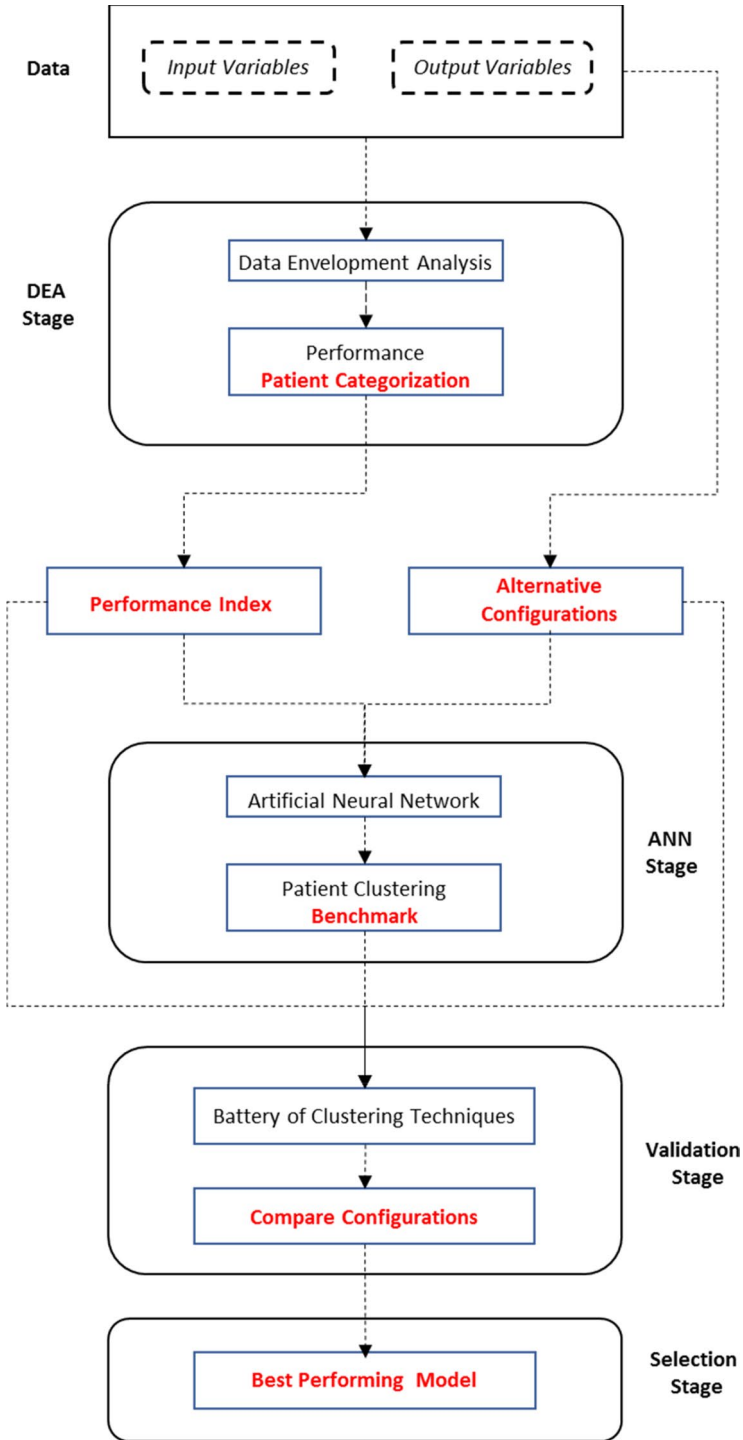 Data
Input Variables
Output Variables
DEA
Stage
Data Envelopment Analysis
Performance
Patient Categorization
Performance Index
Alternative
Configurations
Artificial Neural Network
Patient Clustering
Benchmark
ANN
Stage
Battery of Clustering Techniques
Compare Configurations
Validation
Stage
Best Performing Model
Selection
Stage